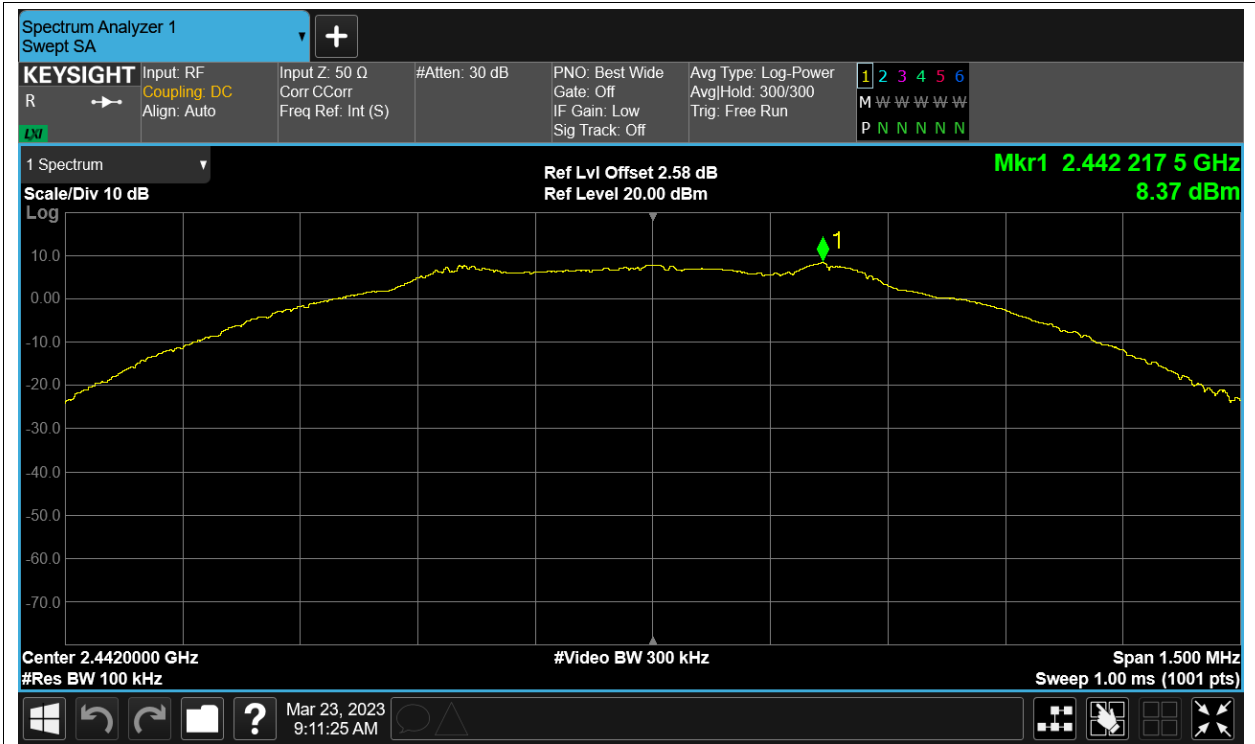 Spectrum Analyzer 1
Swept SA
KEYSIGHT
R
LXI
Input: RF
Coupling: DC
Align: Auto
Input Z: 50 Ω
Corr CCorr
Freq Ref: Int (S)
#Atten: 30 dB
PNO: Best Wide
Gate: Off
IF Gain: Low
Sig Track: Off
Avg Type: Log-Power
Avg|Hold: 300/300
Trig: Free Run
1 2 3 4 5 6
M W W W W W
P N N N N N
1 Spectrum
Scale/Div 10 dB
Ref Lvl Offset 2.58 dB
Ref Level 20.00 dBm
Mkr1 2.442 217 5 GHz
8.37 dBm
Log
1
10.0
0.00
-10.0
-20.0
-30.0
-40.0
-50.0
-60.0
-70.0
Center 2.4420000 GHz
#Video BW 300 kHz
Span 1.500 MHz
#Res BW 100 kHz
Sweep 1.00 ms (1001 pts)
?
Mar 23, 2023
9:11:25 AM